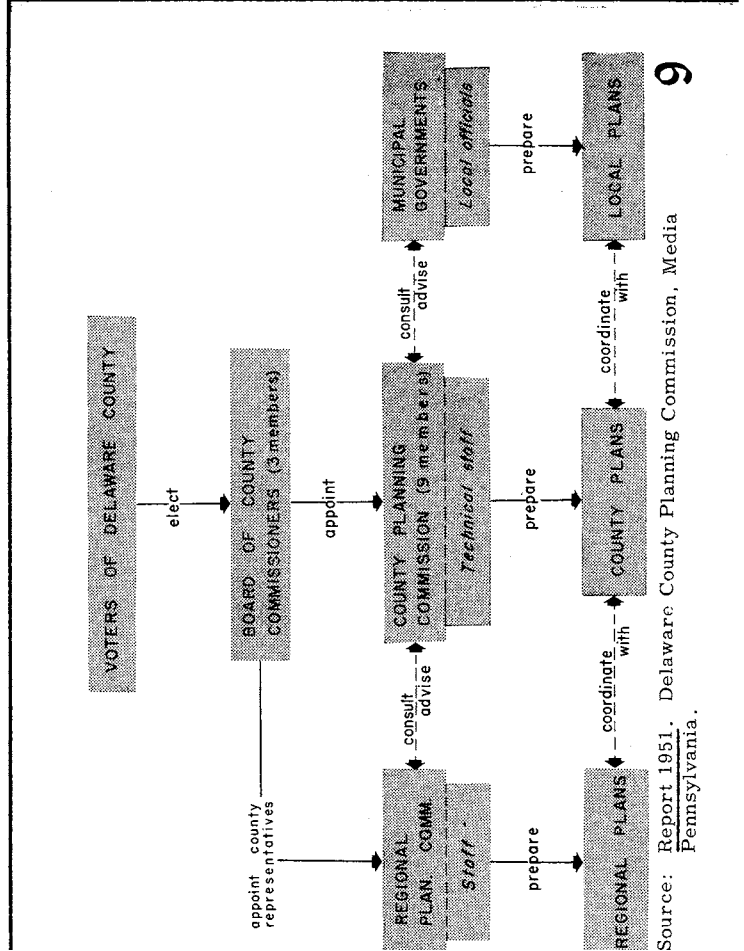 VOTERS OF DELAWARE COUNTY
elect
BOARD OF COUNTY
COMMISSIONERS (3 members)
appoint county
representatives
appoint
REGIONAL
PLAN. COMM.
Staff
consult
advise
COUNTY PLANNING
COMMISSION (9 members)
Technical staff
consult
advise
MUNICIPAL
GOVERNMENTS
Local officials
prepare
prepare
prepare
REGIONAL PLANS
coordinate
with
COUNTY PLANS
coordinate
with
LOCAL PLANS
Source: Report 1951. Delaware County Planning Commission, Media
Pennsylvania.
9